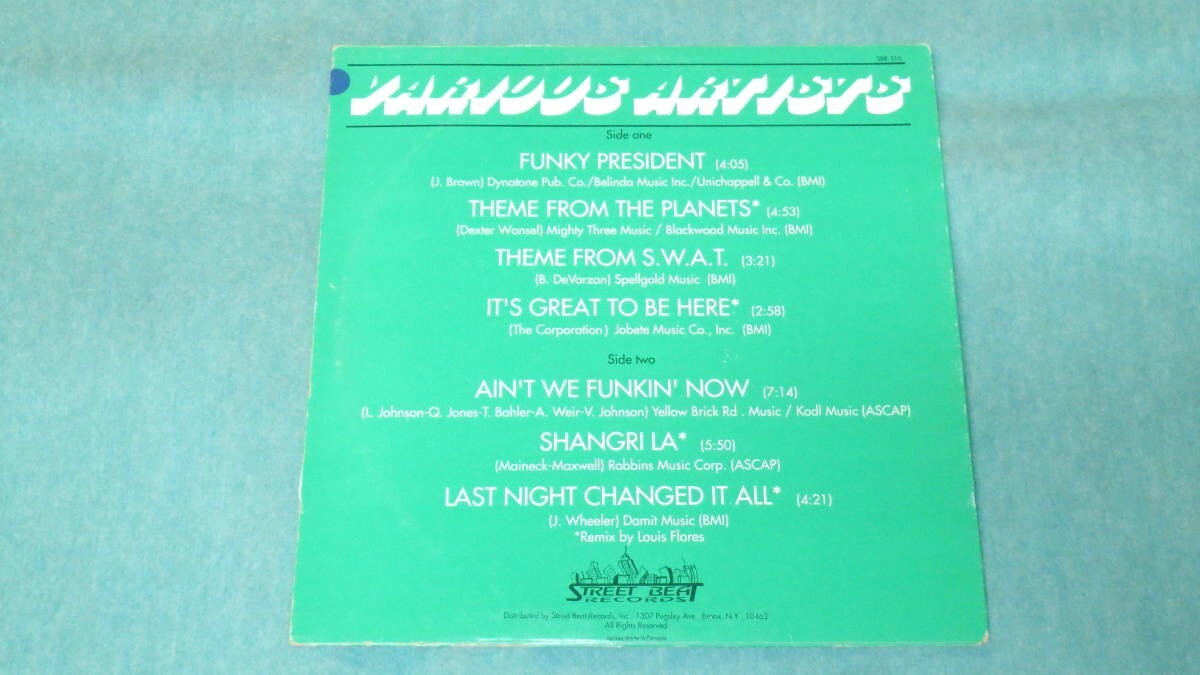 SBR 510
VARIOUS ARTISTS
Side one
FUNKY PRESIDENT (4:05)
(J. Brown) Dynatone Pub. Co./Belinda Music Inc./Unichappell & Co. (BMI)
THEME FROM THE PLANETS* (4:53)
(Dexter Wansel) Mighty Three Music / Blackwood Music Inc. (BMI)
THEME FROM S.W.A.T. (3:21)
(B. DeVorzan) Spellgold Music (BMI)
IT'S GREAT TO BE HERE* (2:58)
(The Corporation) Jobete Music Co., Inc. (BMI)
Side two
AIN'T WE FUNKIN' NOW (7:14)
(L. Johnson-Q. Jones-T. Bahler-A. Weir-V. Johnson) Yellow Brick Rd . Music / Kodl Music (ASCAP)
SHANGRI LA* (5:50)
(Maineck-Maxwell) Robbins Music Corp. (ASCAP)
LAST NIGHT CHANGED IT ALL* (4:21)
(J. Wheeler) Damit Music (BMI)
*Remix by Louis Flores
STREET BEAT
RECORDS
Distributed by Street Beat Records, Inc., 1307 Pugsley Ave., Bronx, N.Y., 10462
All Rights Reserved
Made in Canada